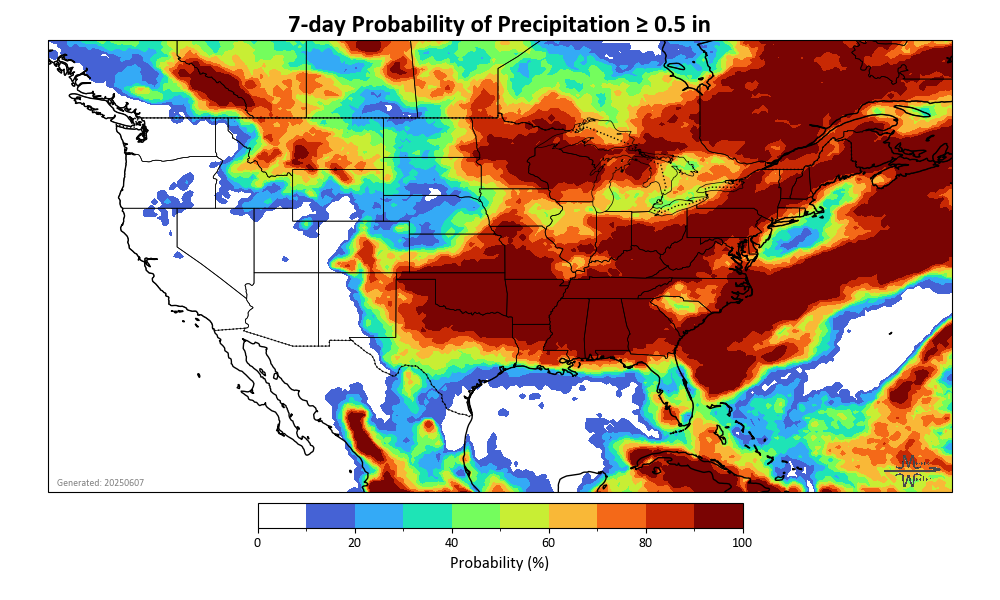 7-day Probability of Precipitation ≥ 0.5 in
Generated: 20250607
0 20 40 60 80 100
Probability (%)